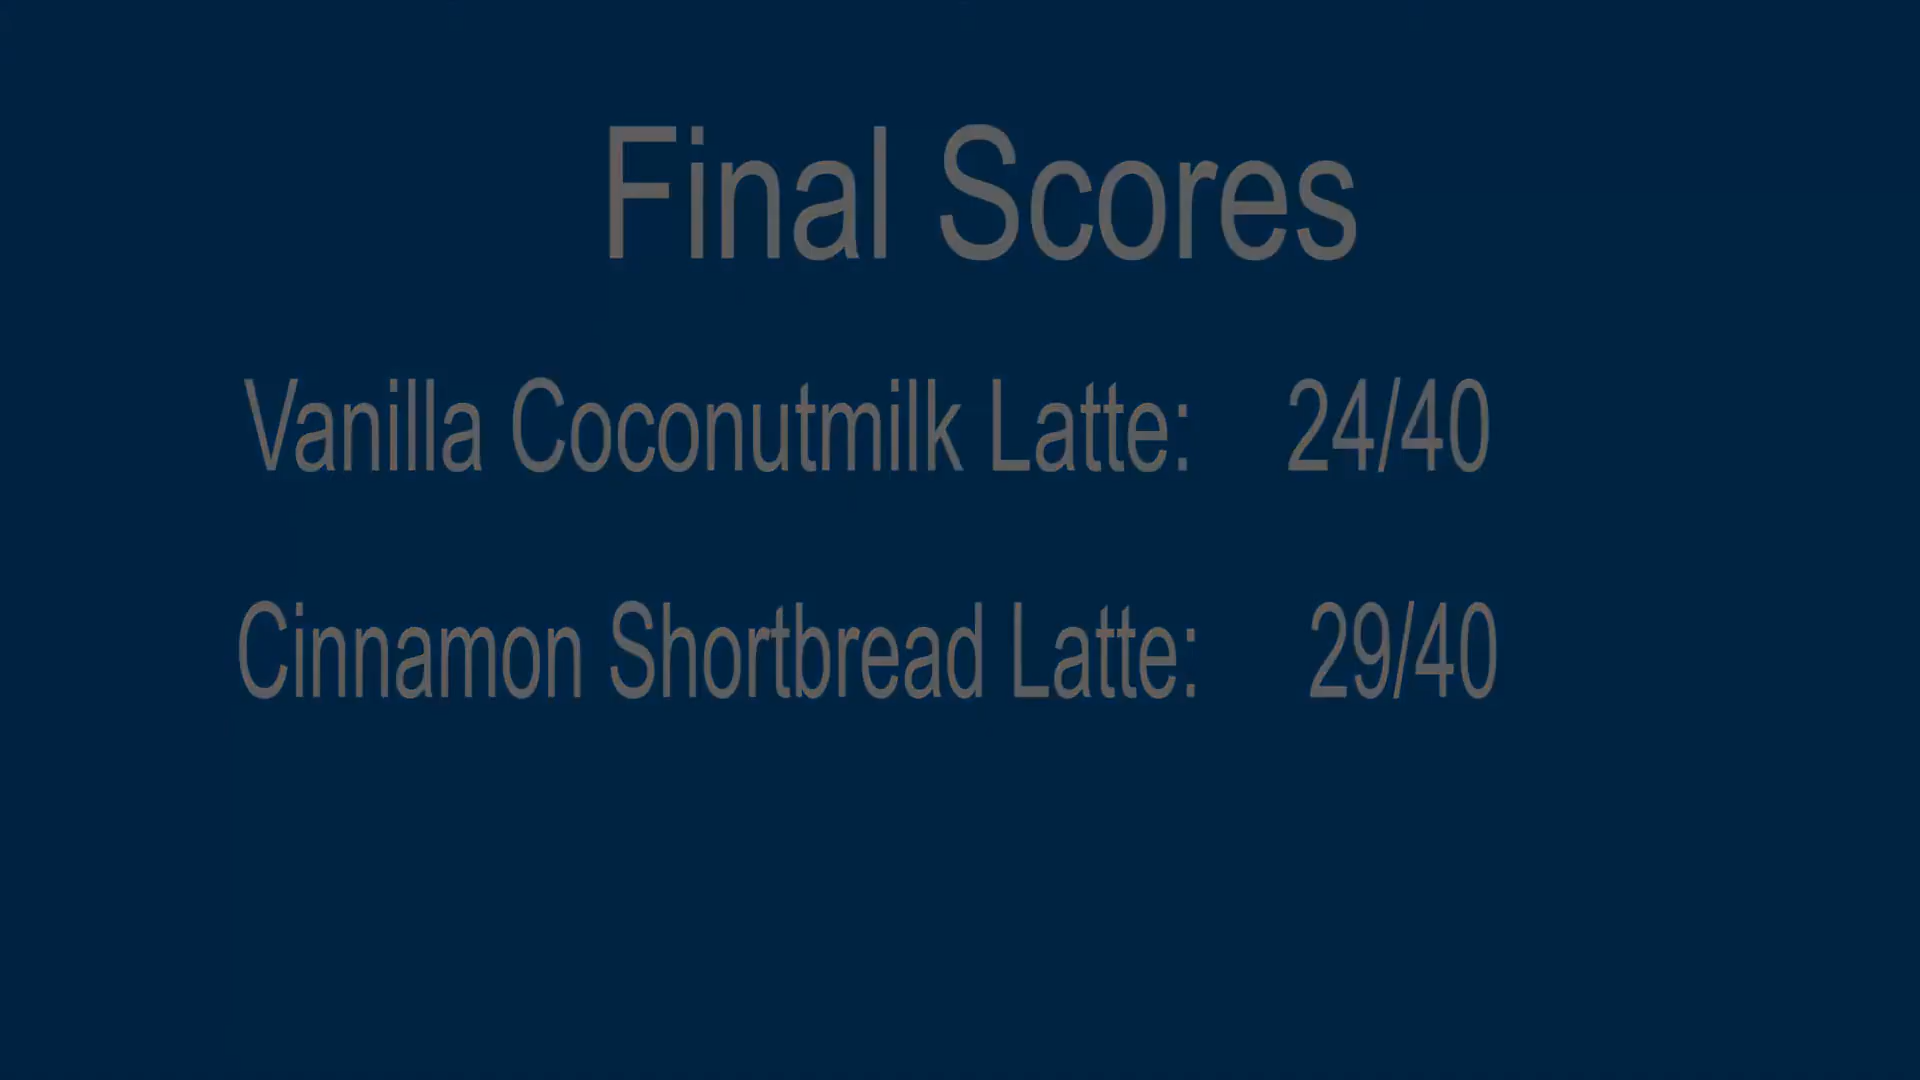 Final Scores
Vanilla Coconutmilk Latte: 24/40
Cinnamon Shortbread Latte: 29/40